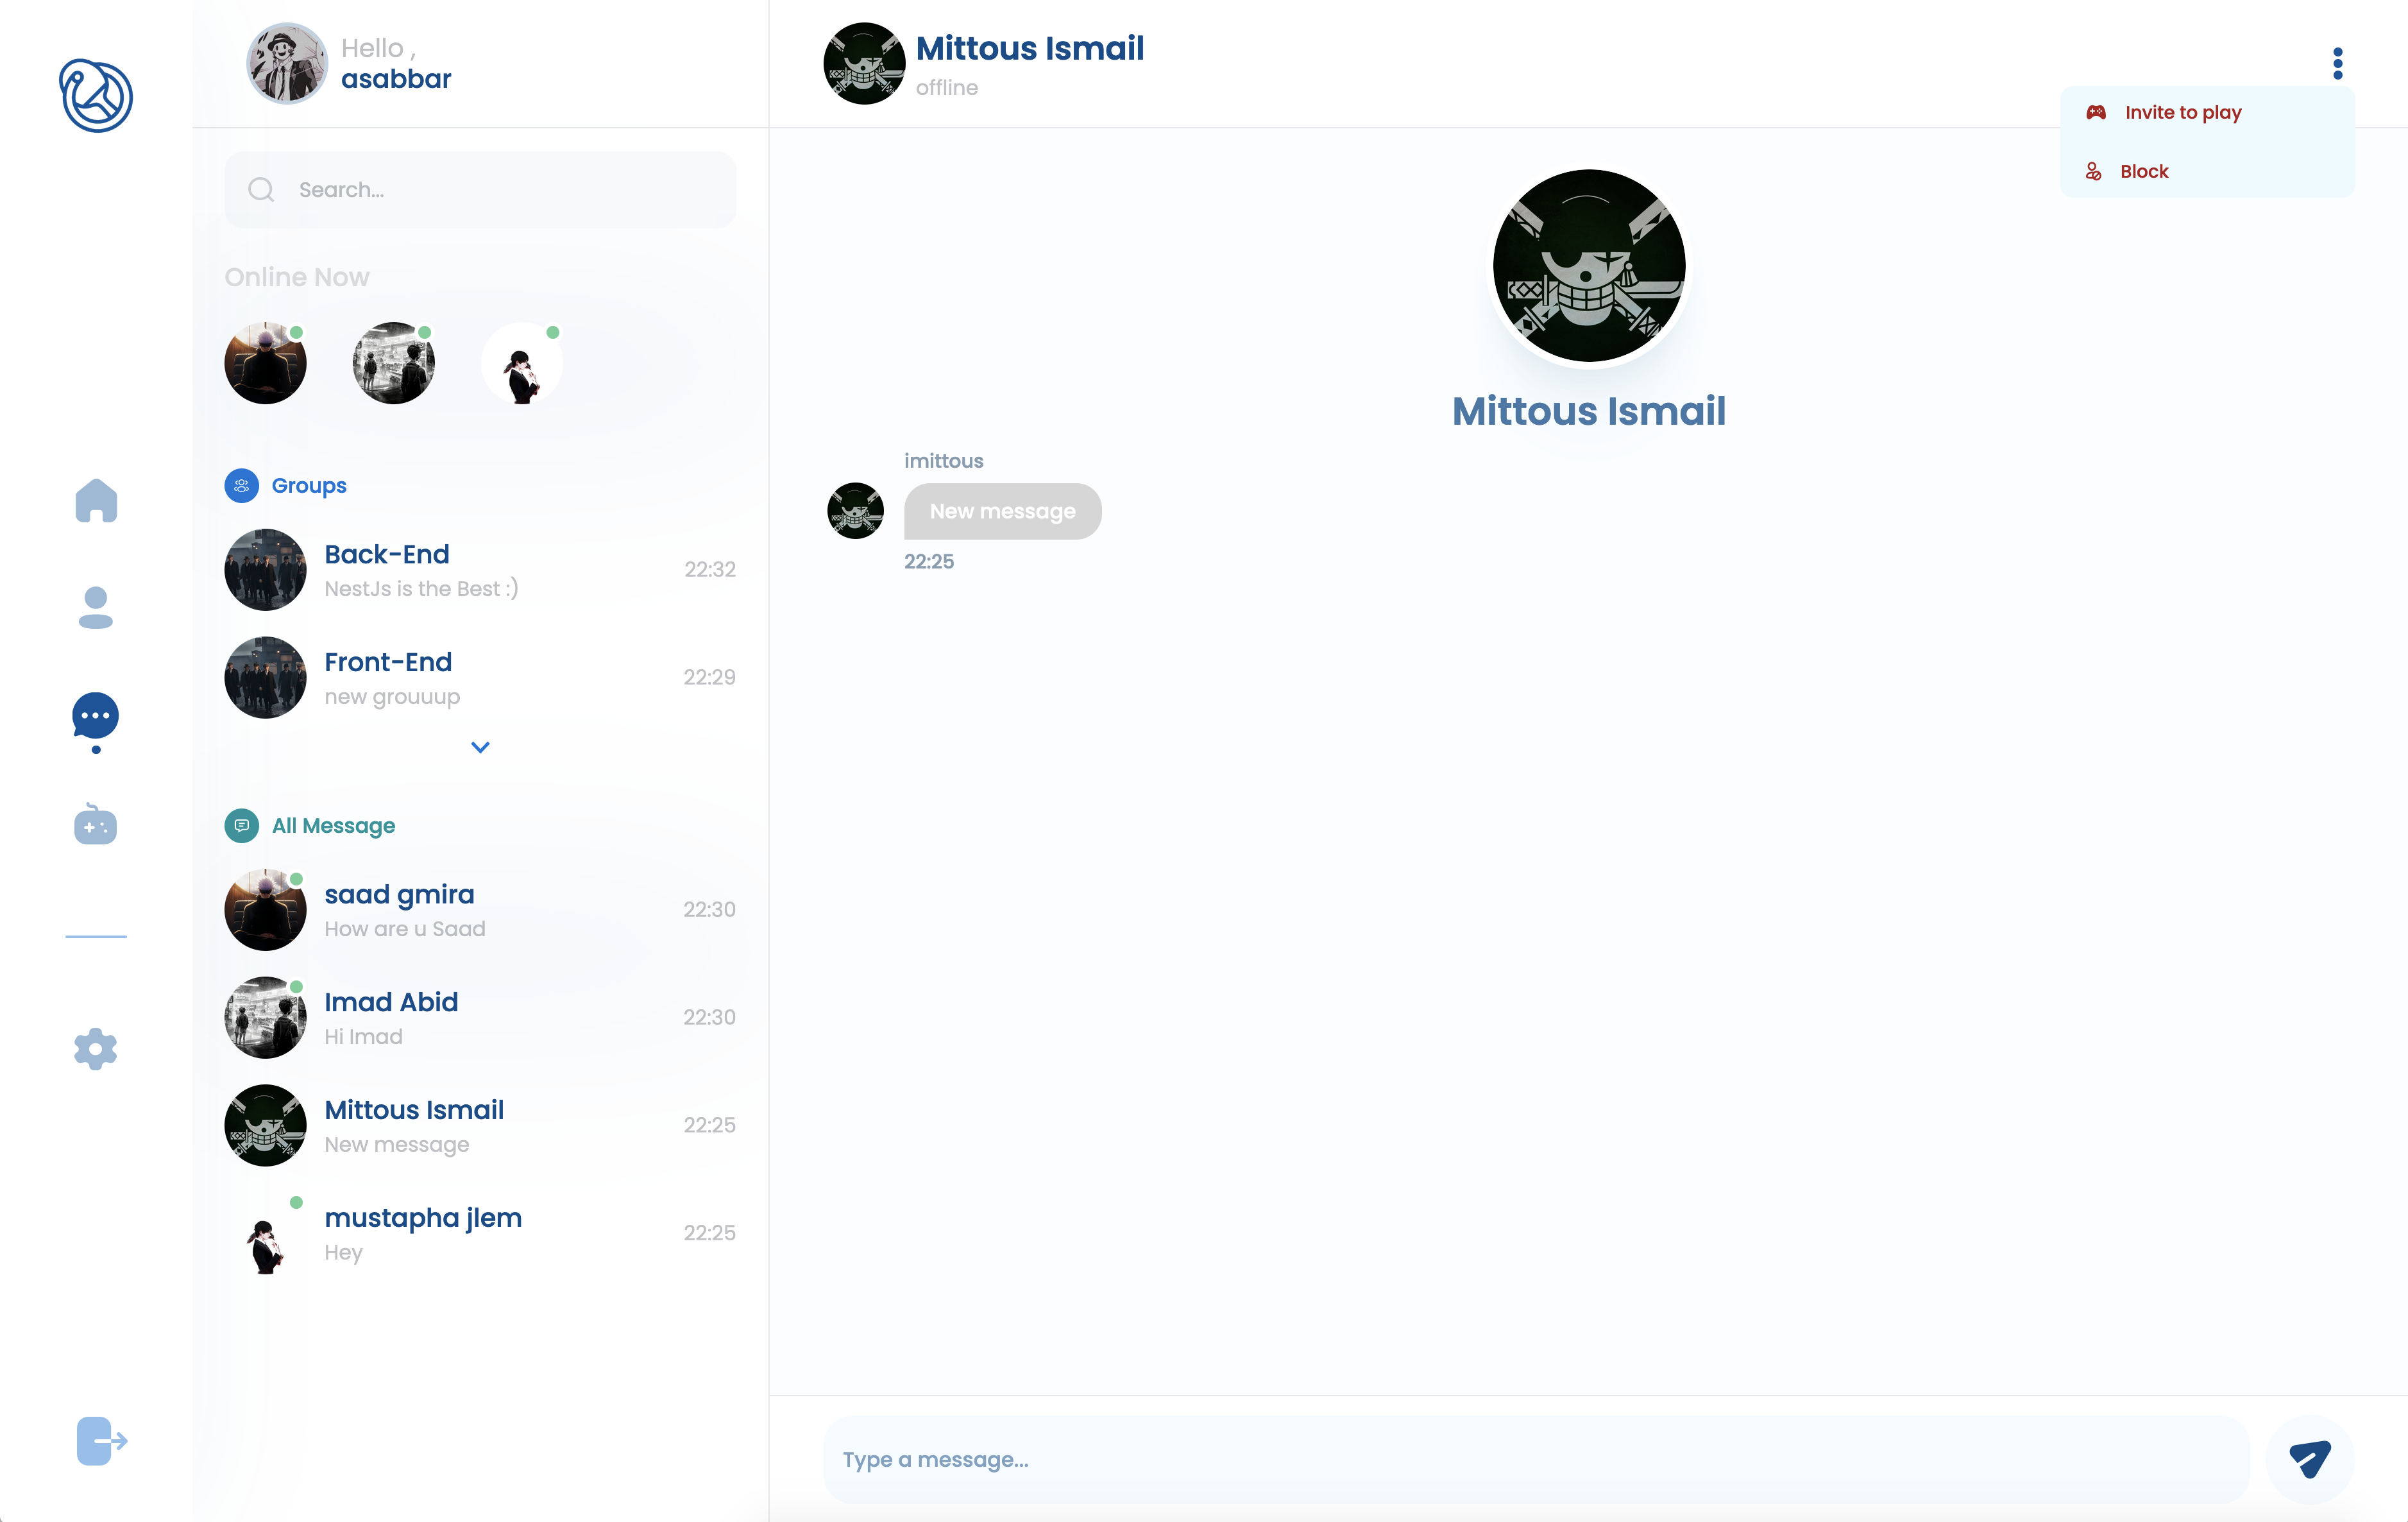 Hello ,
asabbar
Search...
Online Now
Groups
Back-End
NestJs is the Best :)
22:32
Front-End
new grouuup
22:29
All Message
saad gmira
How are u Saad
22:30
Imad Abid
Hi Imad
22:30
Mittous Ismail
New message
22:25
mustapha jlem
Hey
22:25
Mittous Ismail
offline
Invite to play
Block
Mittous Ismail
imittous
New message
22:25
Type a message...